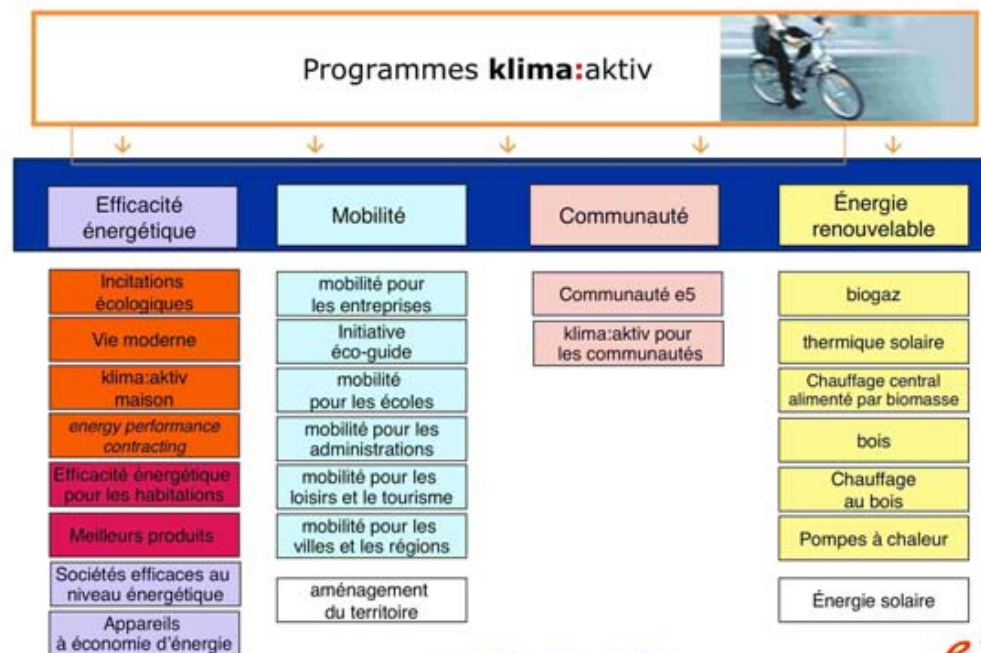 Programmes klima:aktiv
Efficacité
énergétique
Incitations
écologiques
Vie moderne
klima:aktiv
maison
energy performance
contracting
Efficacité énergétique
pour les habitations
Meilleurs produits
Sociétés efficaces au
niveau énergétique
Appareils
à économie d'énergie
Mobilité
mobilité pour
les entreprises
Initiative
éco-guide
mobilité
pour les écoles
mobilité pour les
administrations
mobilité pour les
loisirs et le tourisme
mobilité pour les
villes et les régions
aménagement
du territoire
Communauté
Communauté e5
klima:aktiv pour
les communautés
Énergie
renouvelable
biogaz
thermique solaire
Chauffage central
alimenté par biomasse
bois
Chauffage
au bois
Pompes à chaleur
Énergie solaire